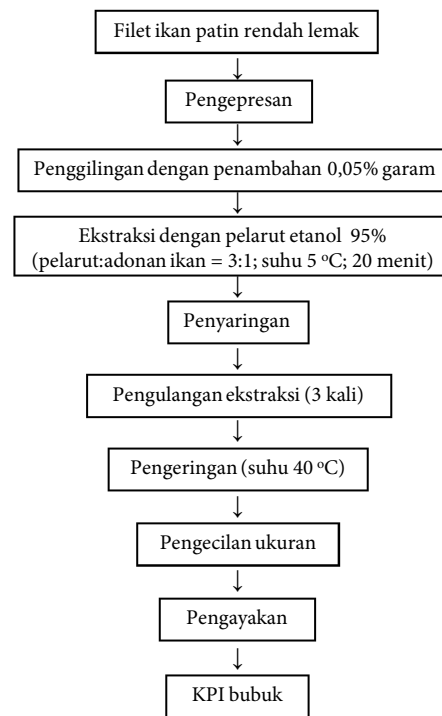 Filet ikan patin rendah lemak
↓
Pengepresan
↓
Penggilingan dengan penambahan 0,05% garam
↓
Ekstraksi dengan pelarut etanol 95%
(pelarut:adonan ikan = 3:1; suhu 5 ºC; 20 menit)
↓
Penyaringan
↓
Pengulangan ekstraksi (3 kali)
↓
Pengeringan (suhu 40 ºC)
↓
Pengecilan ukuran
↓
Pengayakan
↓
KPI bubuk